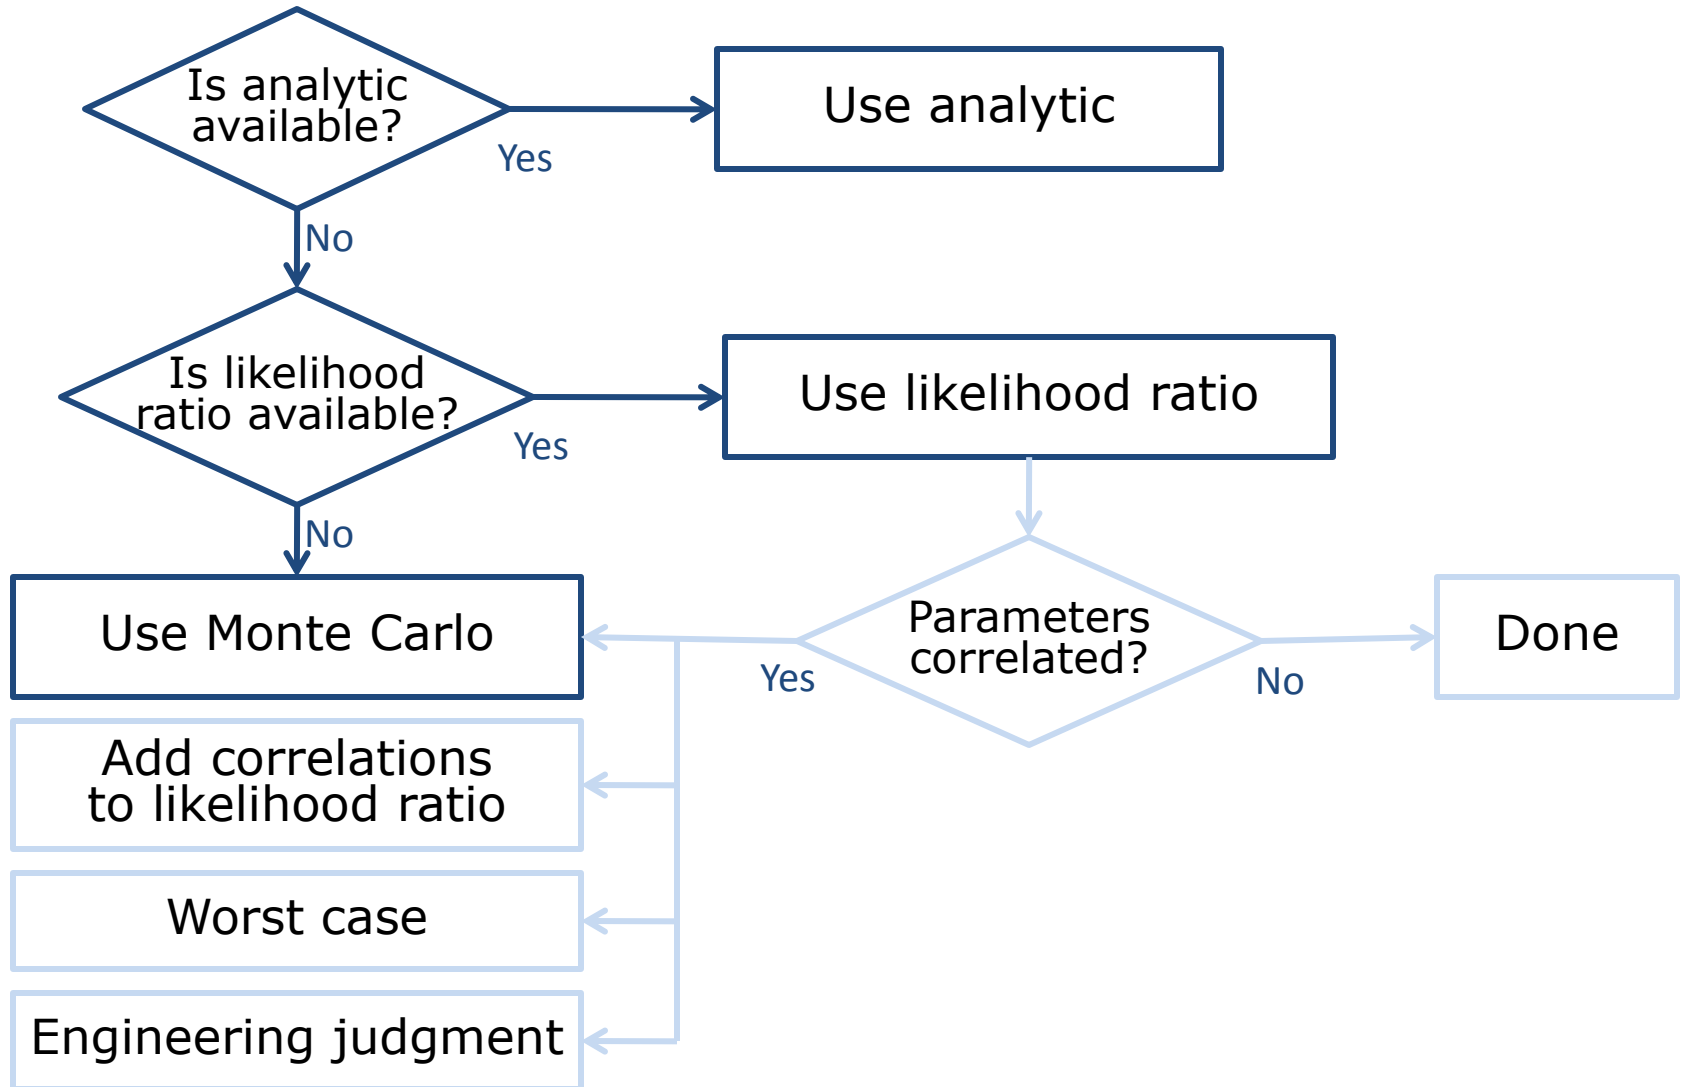 Is analytic
available?
Yes
Use analytic
No
Is likelihood
ratio available?
Yes
Use likelihood ratio
No
Use Monte Carlo
Parameters
correlated?
Yes
No
Done
Add correlations
to likelihood ratio
Worst case
Engineering judgment